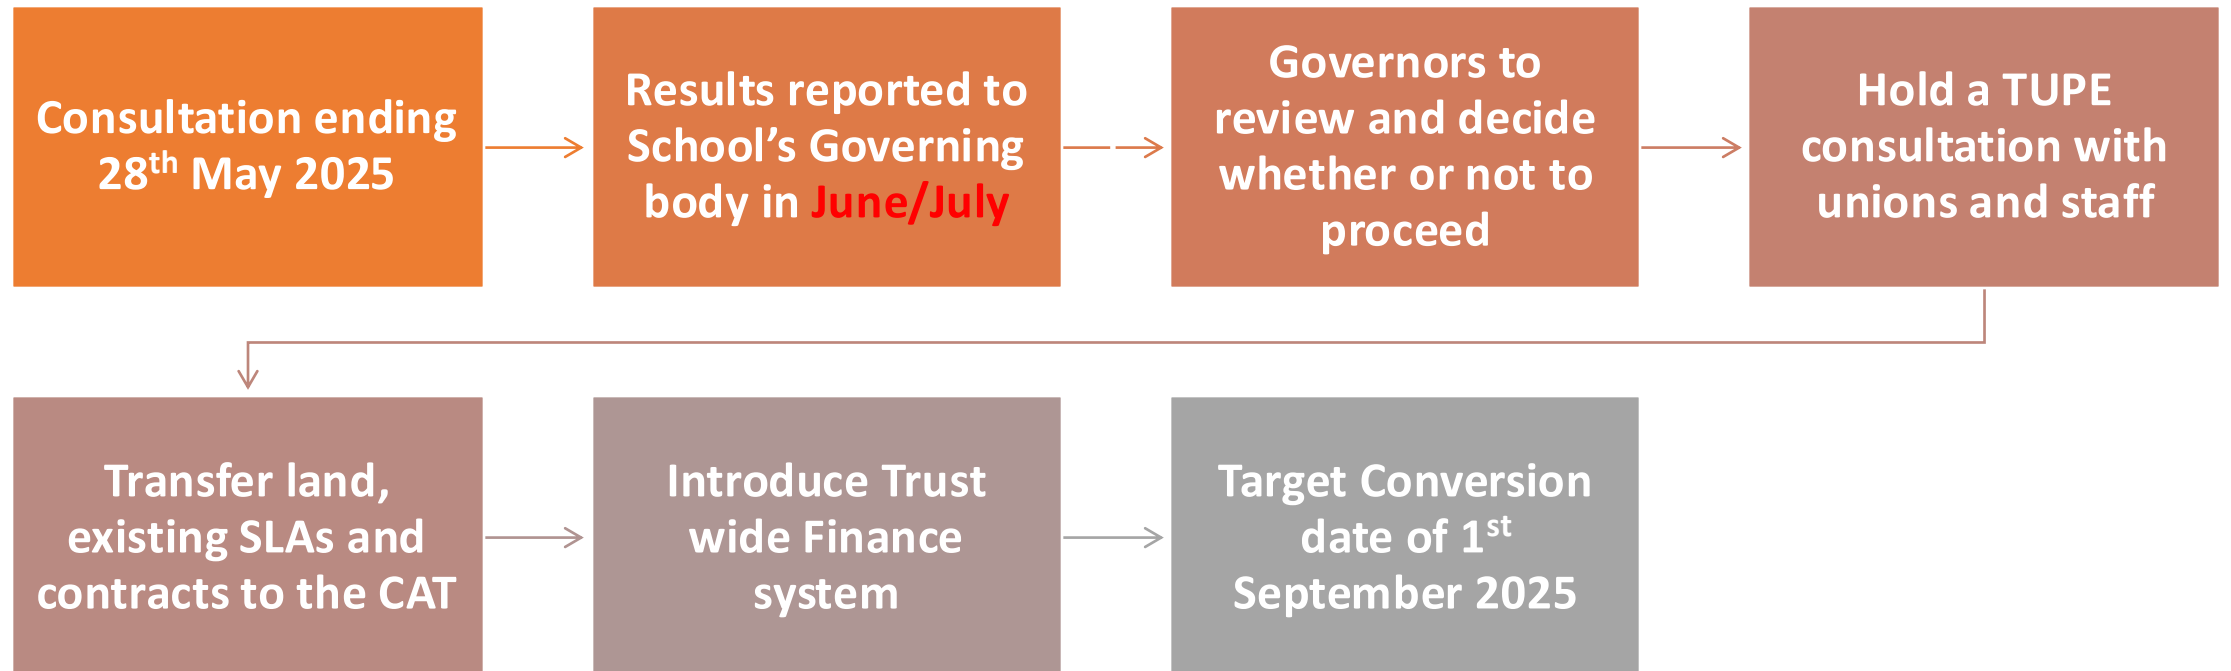 Consultation ending
28th May 2025
Results reported to
School’s Governing
body in June/July
Governors to
review and decide
whether or not to
proceed
Hold a TUPE
consultation with
unions and staff
Transfer land,
existing SLAs and
contracts to the CAT
Introduce Trust
wide Finance
system
Target Conversion
date of 1st
September 2025